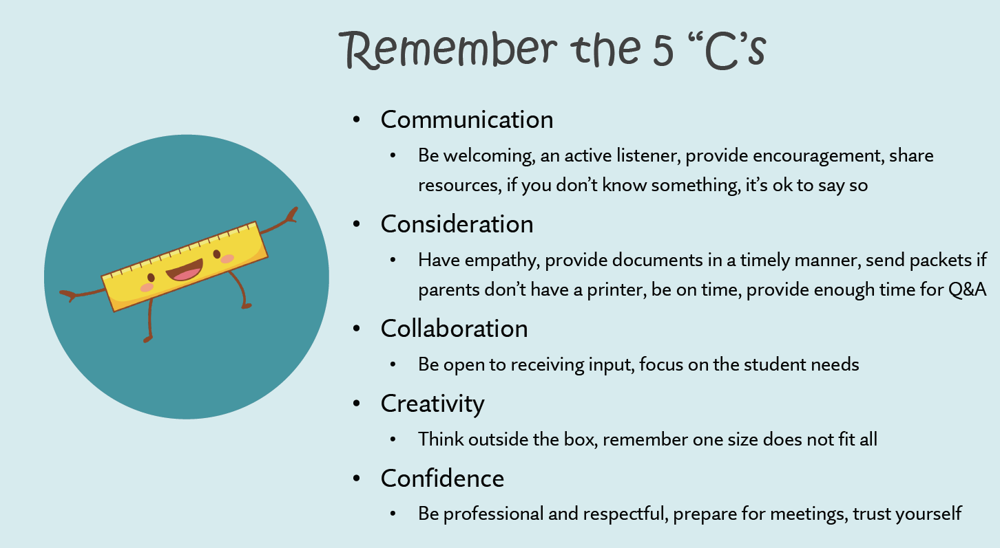 Remember the 5 “C’s
• Communication
• Be welcoming, an active listener, provide encouragement, share
resources, if you don’t know something, it’s ok to say so
• Consideration
• Have empathy, provide documents in a timely manner, send packets if
parents don’t have a printer, be on time, provide enough time for Q&A
• Collaboration
• Be open to receiving input, focus on the student needs
• Creativity
• Think outside the box, remember one size does not fit all
• Confidence
• Be professional and respectful, prepare for meetings, trust yourself